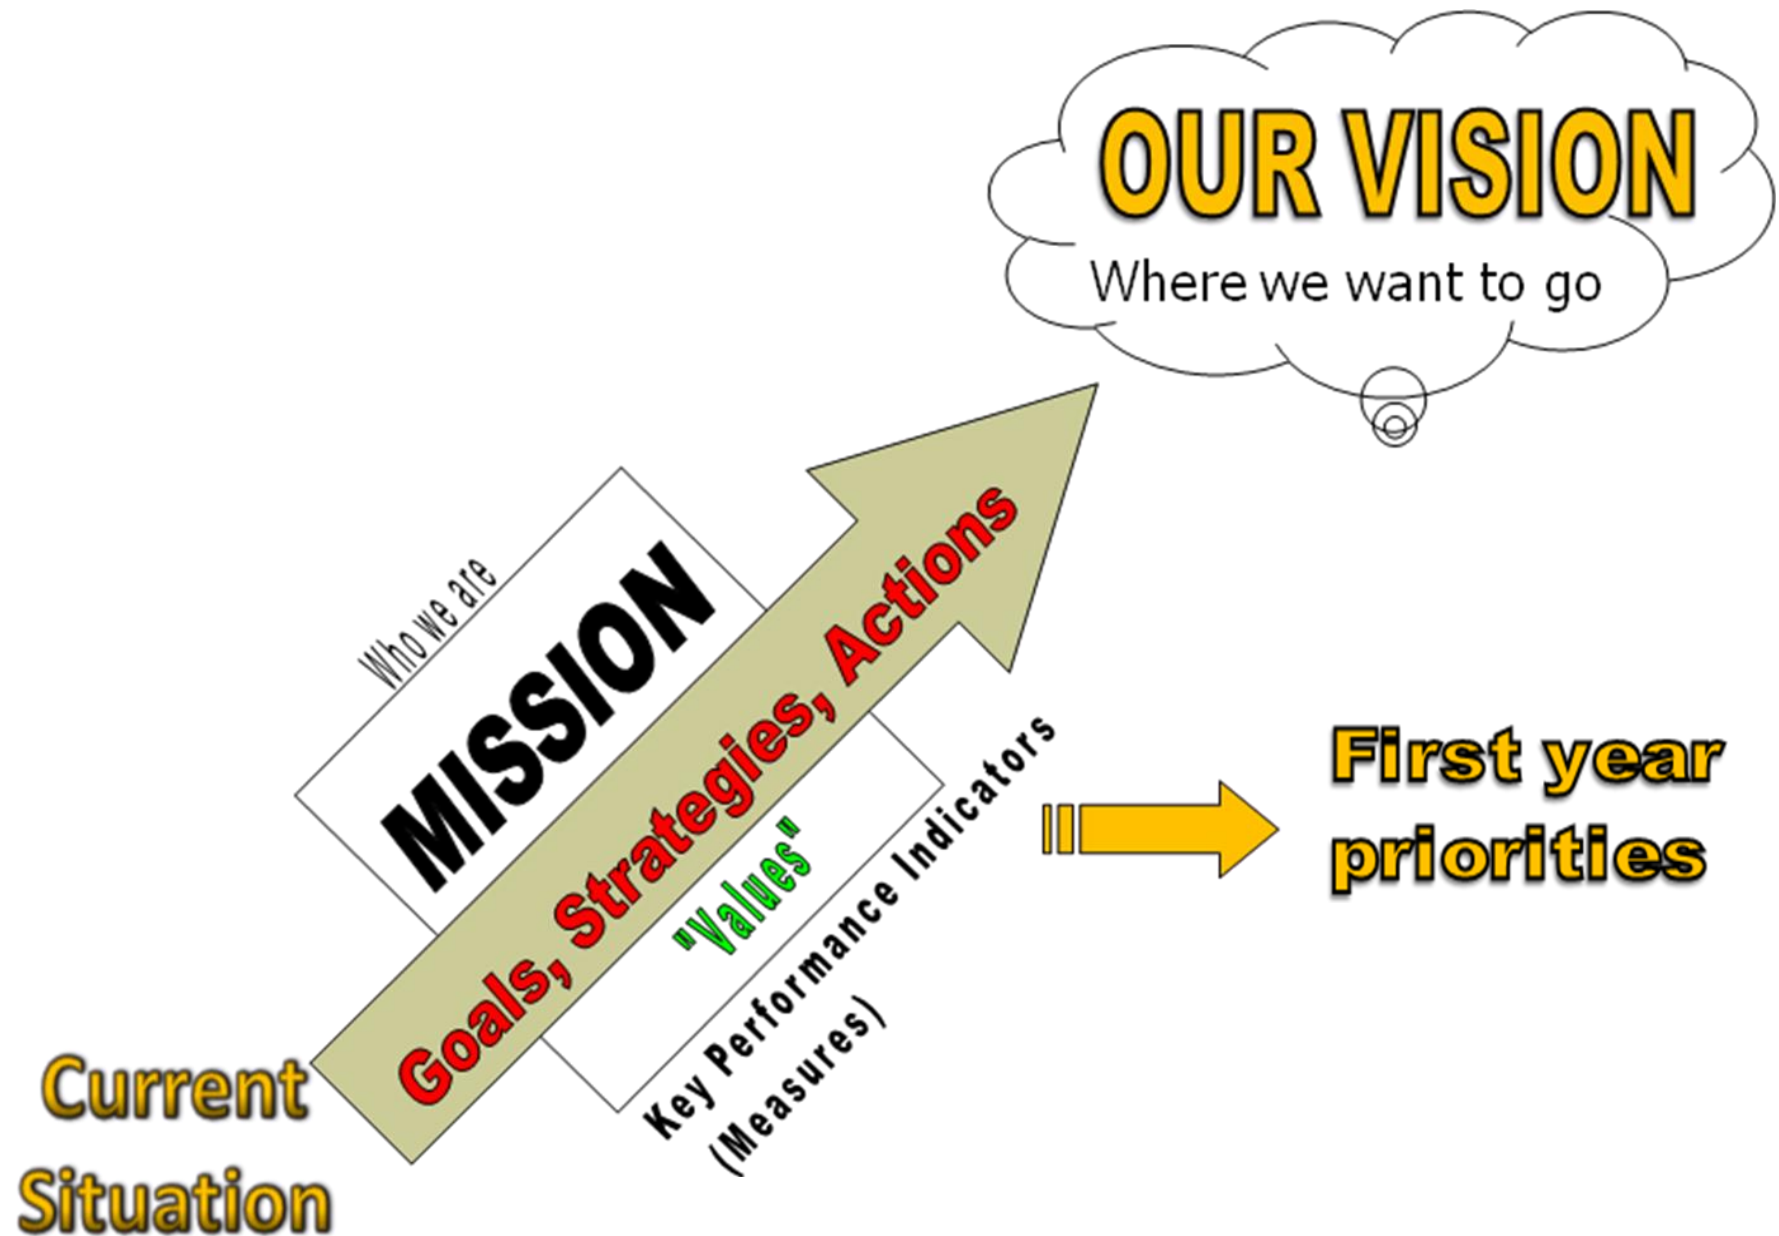 OUR VISION
Where we want to go
Who we are
MISSION
Goals, Strategies, Actions
"Values"
Key Performance Indicators
(Measures)
First year
priorities
Current
Situation